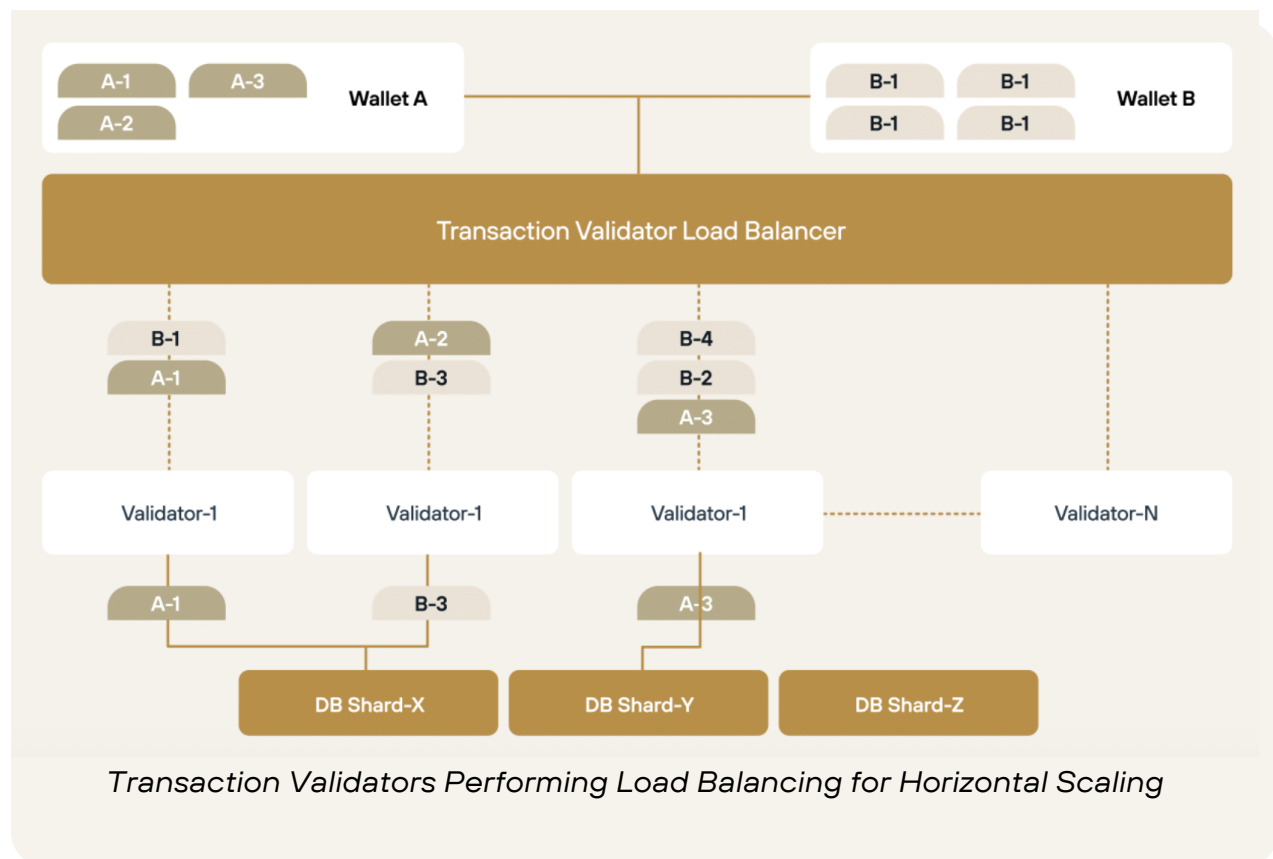 A-1
A-3
A-2
Wallet A
B-1
B-1
B-1
B-1
Wallet B
Transaction Validator Load Balancer
B-1
A-1
A-2
B-3
B-4
B-2
A-3
Validator-1
Validator-1
Validator-1
Validator-N
A-1
B-3
A-3
DB Shard-X
DB Shard-Y
DB Shard-Z
Transaction Validators Performing Load Balancing for Horizontal Scaling